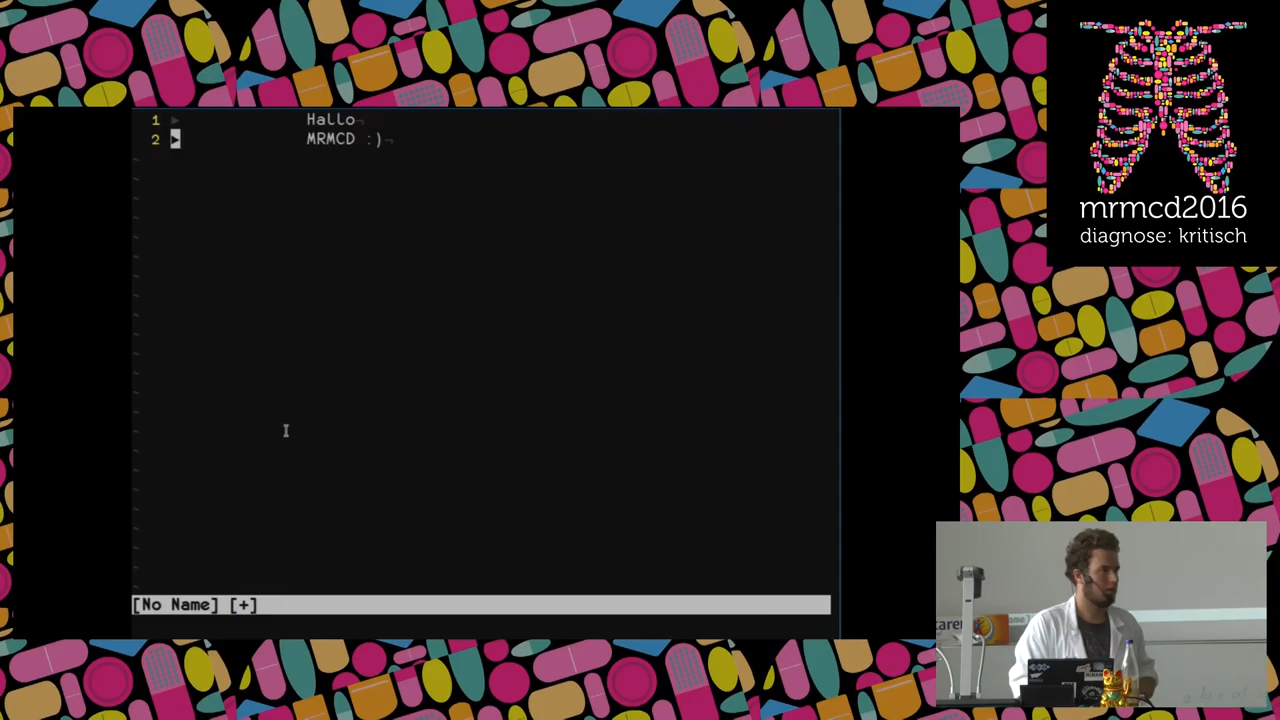 1 ▸ Hallo¬
2 ▸ MRMCD :)¬
[No Name] [+]
mrmcd2016
diagnose: kritisch